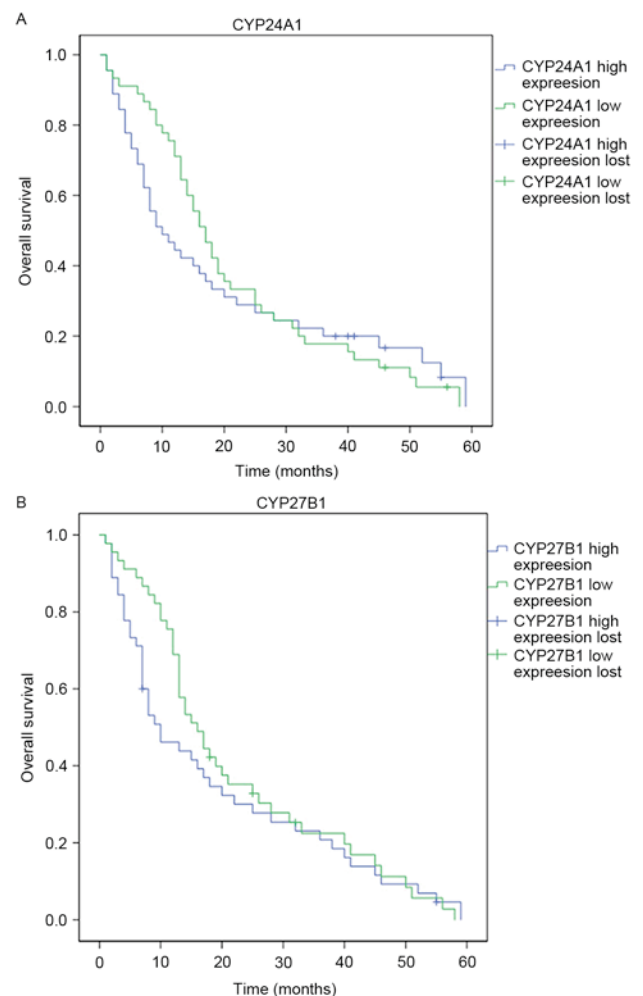 A
CYP24A1
1.0
0.8
0.6
0.4
0.2
0.0
Overall survival
0 10 20 30 40 50 60
Time (months)
CYP24A1 high
expreesion
CYP24A1 low
expreesion
CYP24A1 high
expreesion lost
CYP24A1 low
expreesion lost
B
CYP27B1
1.0
0.8
0.6
0.4
0.2
0.0
Overall survival
0 10 20 30 40 50 60
Time (months)
CYP27B1 high
expreesion
CYP27B1 low
expreesion
CYP27B1 high
expreesion lost
CYP27B1 low
expreesion lost